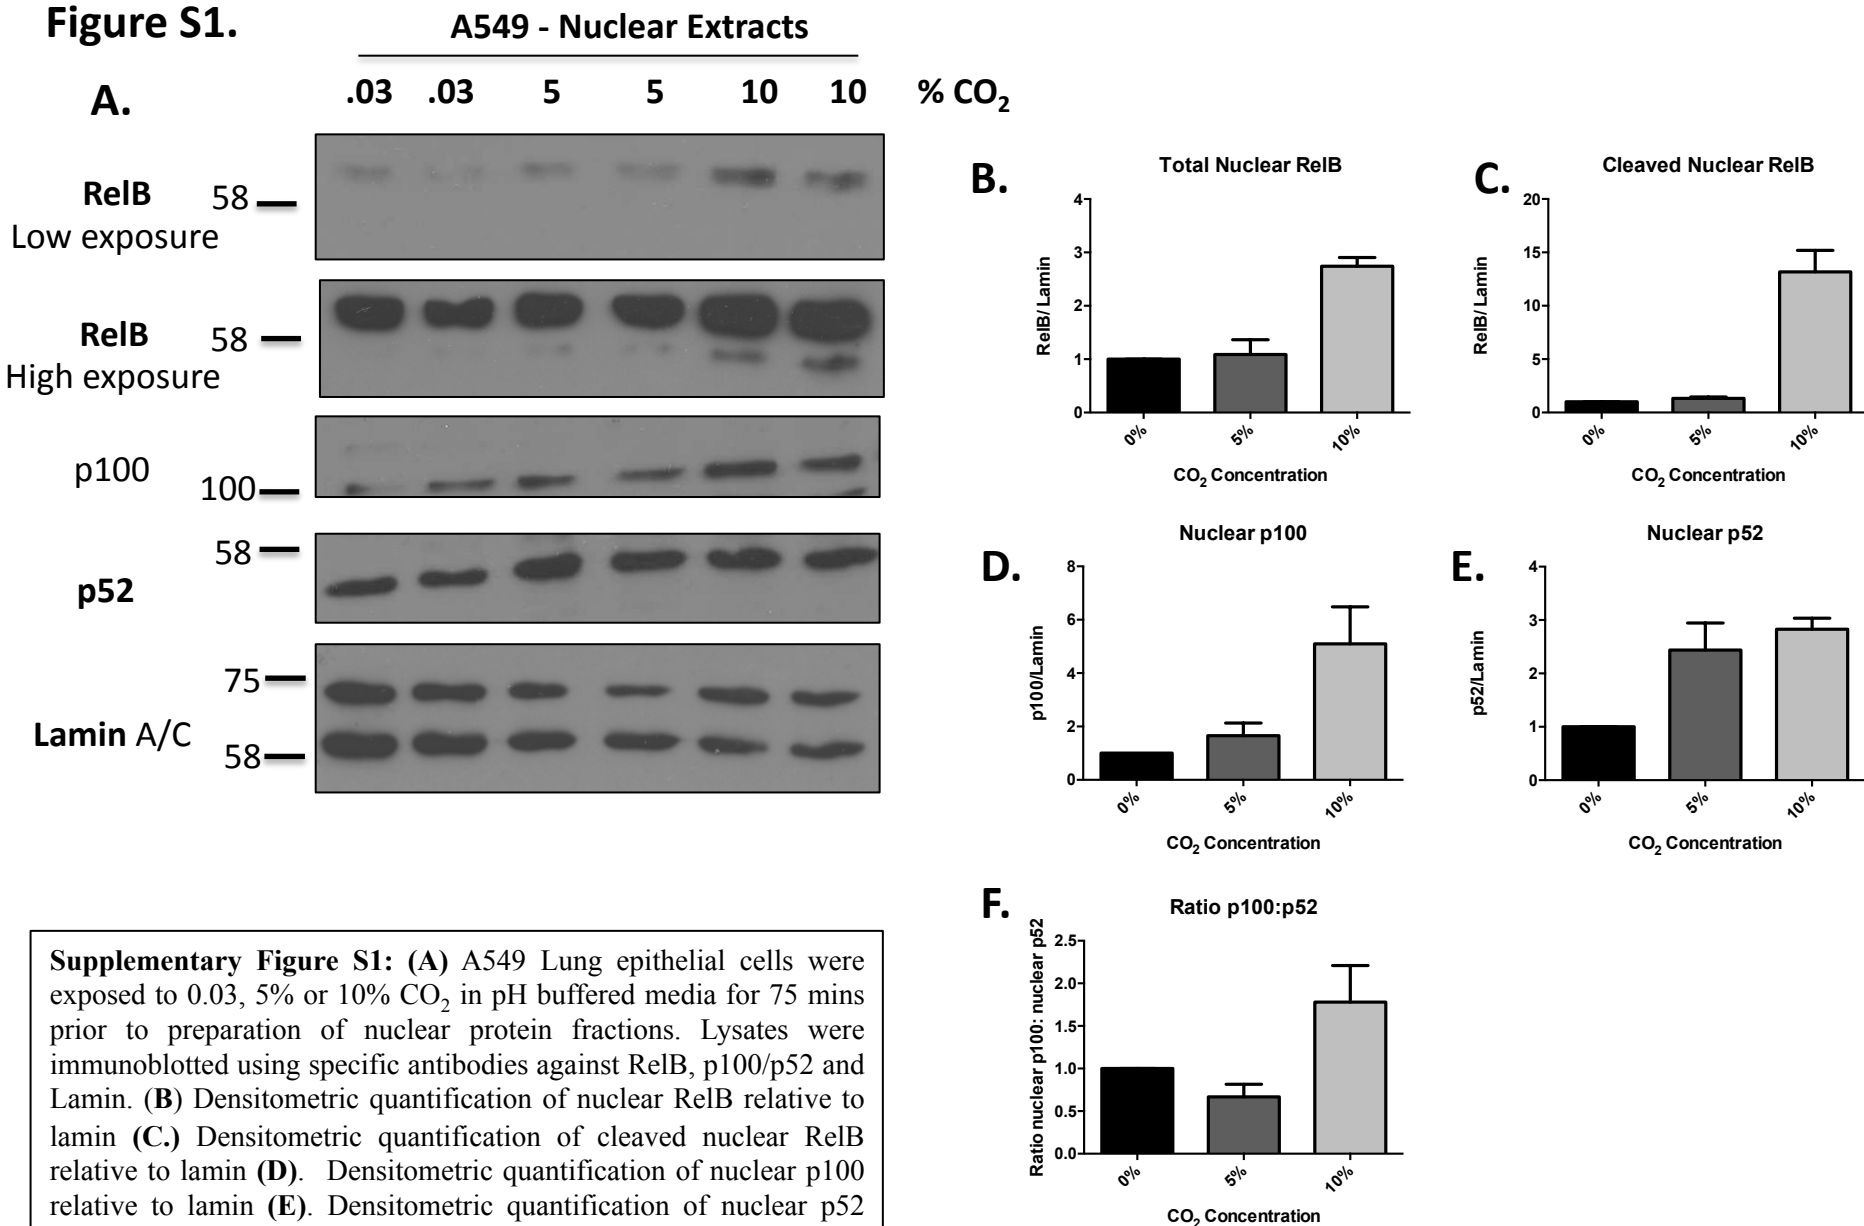 Figure S1.
A549 - Nuclear Extracts
A.
.03 .03 5 5 10 10 % CO₂
RelB
Low exposure
58
RelB
High exposure
58
p100
100
58
p52
75
Lamin A/C
58
B.
Total Nuclear RelB
RelB/ Lamin
4
3
2
1
0
0% 5% 10%
CO₂ Concentration
C.
Cleaved Nuclear RelB
RelB/ Lamin
20
15
10
5
0
0% 5% 10%
CO₂ Concentration
D.
Nuclear p100
p100/Lamin
8
6
4
2
0
0% 5% 10%
CO₂ Concentration
E.
Nuclear p52
p52/Lamin
4
3
2
1
0
0% 5% 10%
CO₂ Concentration
F.
Ratio p100:p52
Ratio nuclear p100: nuclear p52
2.5
2.0
1.5
1.0
0.5
0.0
0% 5% 10%
CO₂ Concentration
Supplementary Figure S1: (A) A549 Lung epithelial cells were
exposed to 0.03, 5% or 10% CO₂ in pH buffered media for 75 mins
prior to preparation of nuclear protein fractions. Lysates were
immunoblotted using specific antibodies against RelB, p100/p52 and
Lamin. (B) Densitometric quantification of nuclear RelB relative to
lamin (C.) Densitometric quantification of cleaved nuclear RelB
relative to lamin (D). Densitometric quantification of nuclear p100
relative to lamin (E). Densitometric quantification of nuclear p52